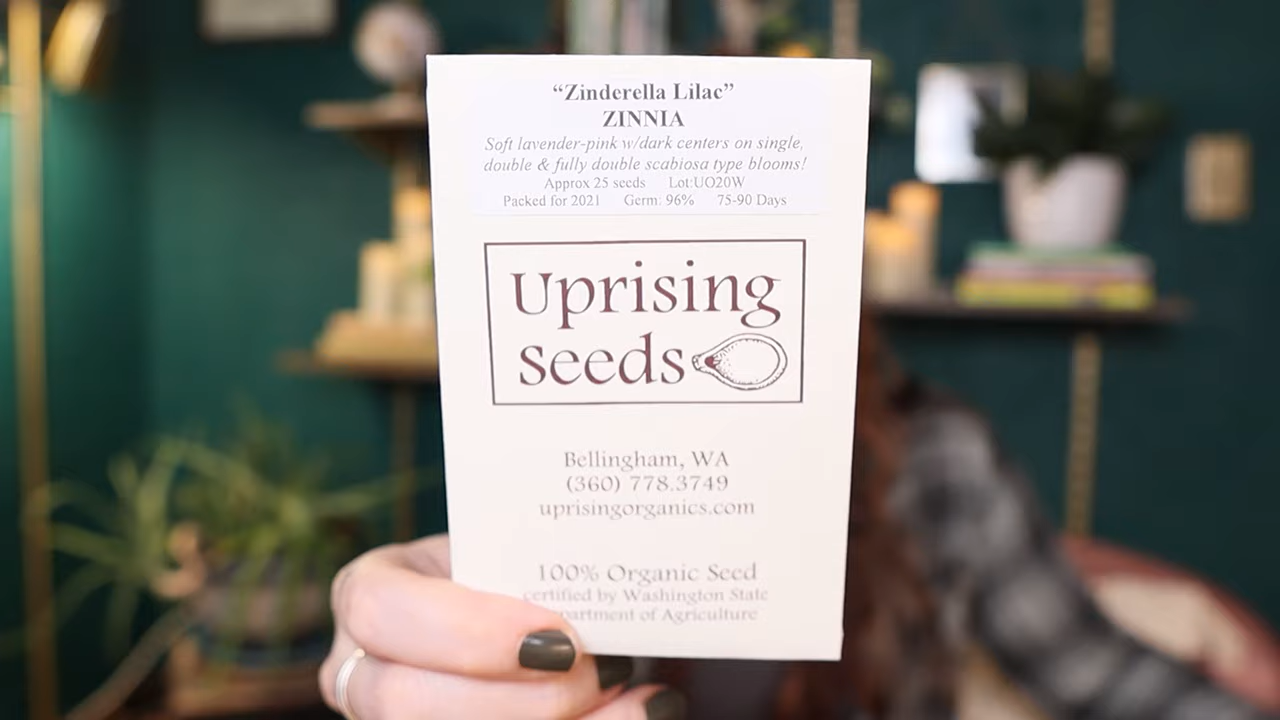 “Zinderella Lilac”
ZINNIA
Soft lavender-pink w/dark centers on single,
double & fully double scabiosa type blooms!
Approx 25 seeds Lot:UO20W
Packed for 2021 Germ: 96% 75-90 Days
Uprising
Seeds
Bellingham, WA
(360) 778.3749
uprisingorganics.com
100% Organic Seed
certified by Washington State
partment of Agriculture